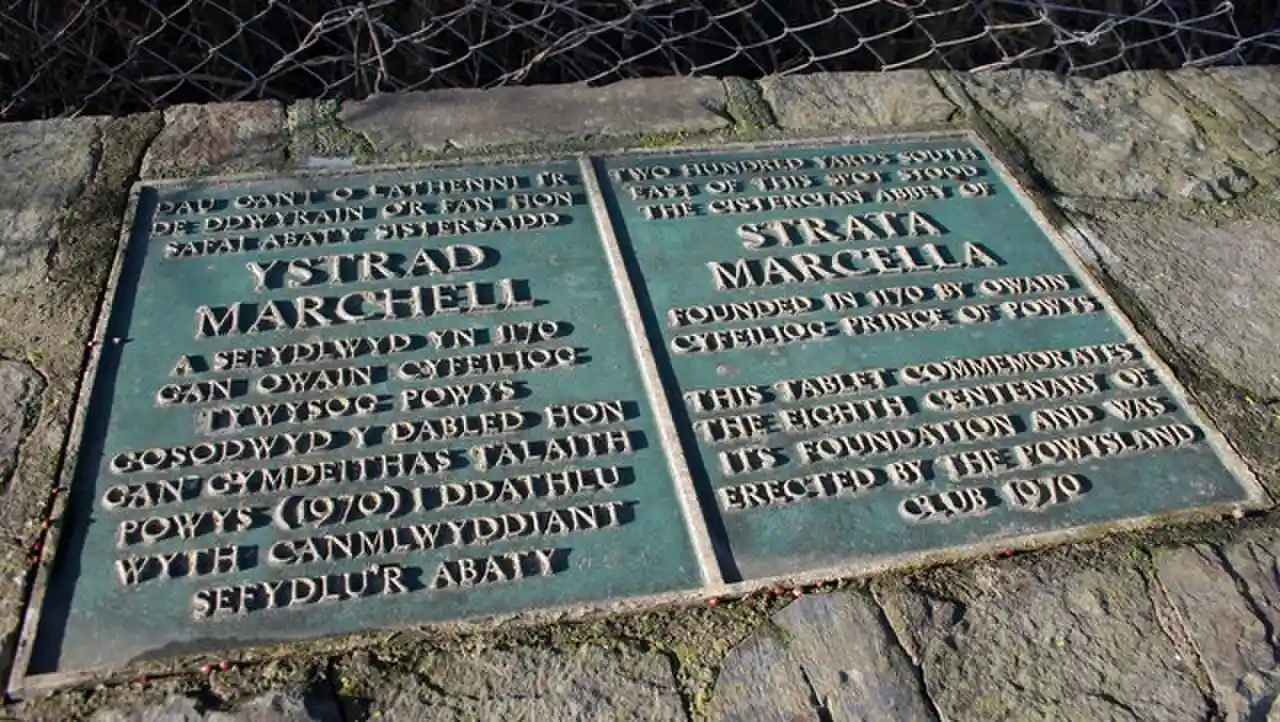 DAU GANT O LATHENNI I'R
DE DDWYRAIN O'R FAN HON
SAFAI ABATY SISTERSAIDD
YSTRAD
MARCHELL
A SEFYDLWYD YN 1170
GAN OWAIN CYFEILIOG
TYWYSOG POWYS
GOSODWYD Y DABLED HON
GAN GYMDEITHAS TALAITH
POWYS (1970) I DDATHLU
WYTH CANMLWYDDIANT
SEFYDLU'R ABATY
TWO HUNDRED YARDS SOUTH
EAST OF THIS SPOT STOOD
THE CISTERCIAN ABBEY OF
STRATA
MARCELLA
FOUNDED IN 1170 BY OWAIN
CYFEILIOG PRINCE OF POWYS
THIS TABLET COMMEMORATES
THE EIGHTH CENTENARY OF
ITS FOUNDATION AND WAS
ERECTED BY THE POWYSLAND
CLUB 1970